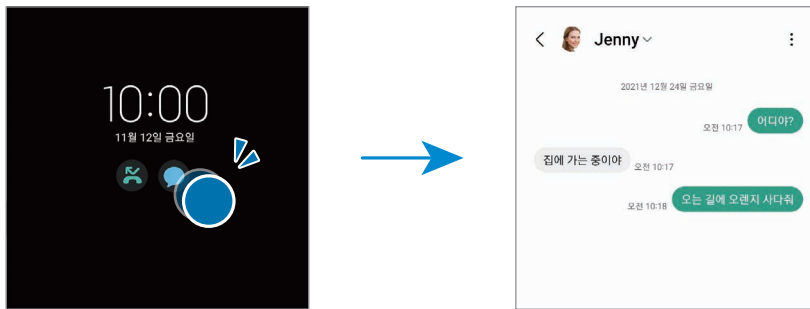 10:00
11월 12일 금요일
Jenny
2021년 12월 24일 금요일
오전 10:17 어디야?
집에 가는 중이야 오전 10:17
오전 10:18 오는 길에 오렌지 사다줘